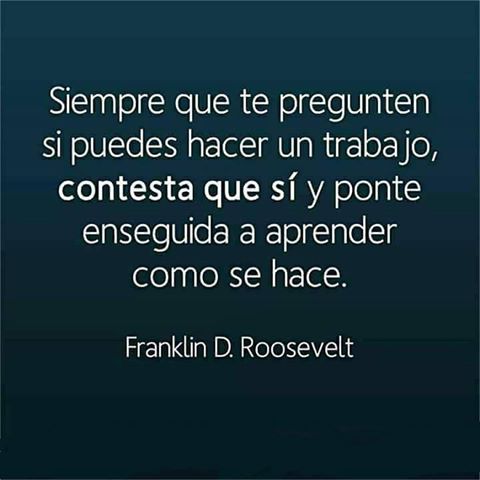 Siempre que te pregunten
si puedes hacer un trabajo,
contesta que sí y ponte
enseguida a aprender
como se hace.
Franklin D. Roosevelt